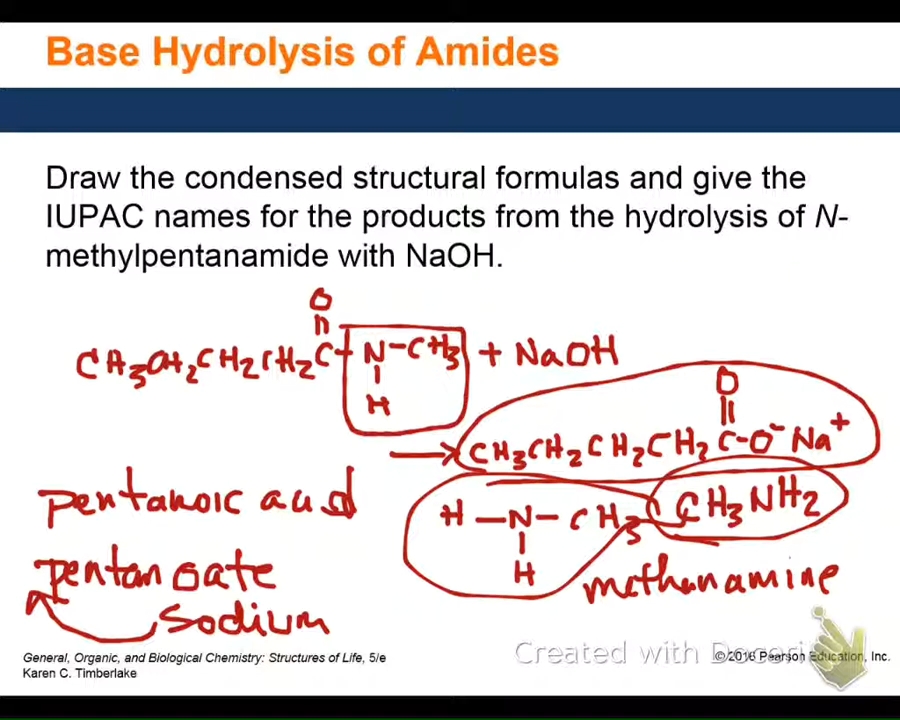 Base Hydrolysis of Amides
Draw the condensed structural formulas and give the
IUPAC names for the products from the hydrolysis of N-
methylpentanamide with NaOH.
O
CH3CH2CH2CH2C-N-CH3 + NaOH
H
O
CH3CH2CH2CH2C-O⁻Na⁺
pentanoic acid
H-N-CH3
CH3NH2
H
pentanoate
methanamine
Sodium
General, Organic, and Biological Chemistry: Structures of Life, 5/e
Karen C. Timberlake
Created with
© 2016 Pearson Education, Inc.